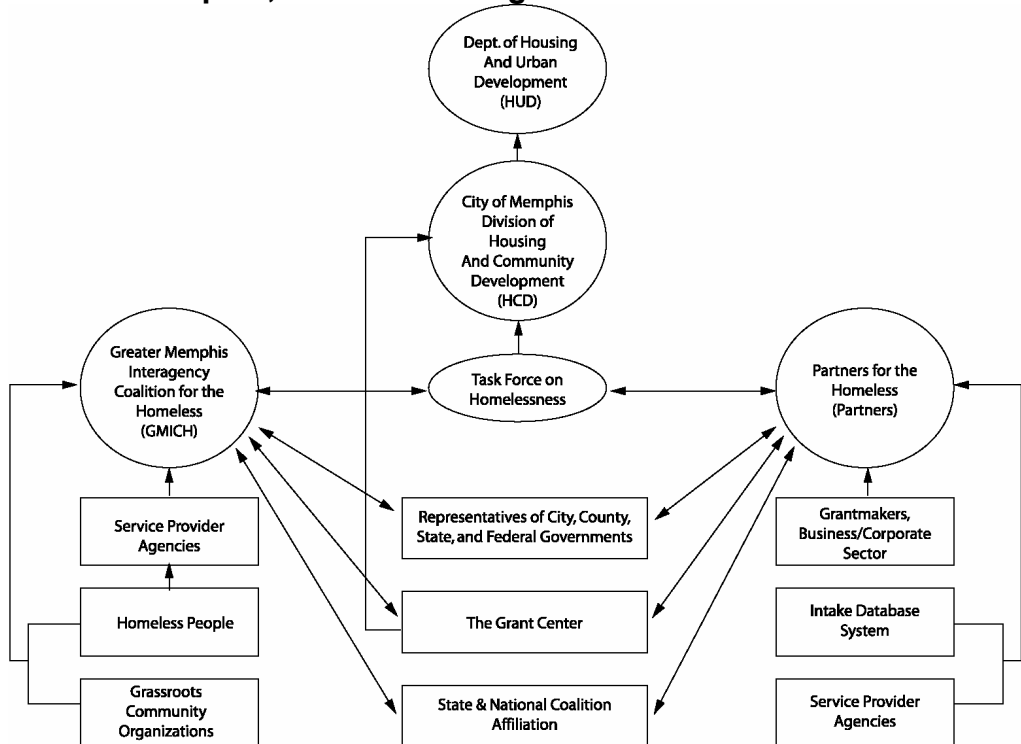 Dept. of Housing
And Urban
Development
(HUD)
City of Memphis
Division of
Housing
And Community
Development
(HCD)
Greater Memphis
Interagency
Coalition for the
Homeless
(GMICH)
Task Force on
Homelessness
Partners for the
Homeless
(Partners)
Service Provider
Agencies
Representatives of City, County,
State, and Federal Governments
Grantmakers,
Business/Corporate
Sector
Homeless People
The Grant Center
Intake Database
System
Grassroots
Community
Organizations
State & National Coalition
Affiliation
Service Provider
Agencies